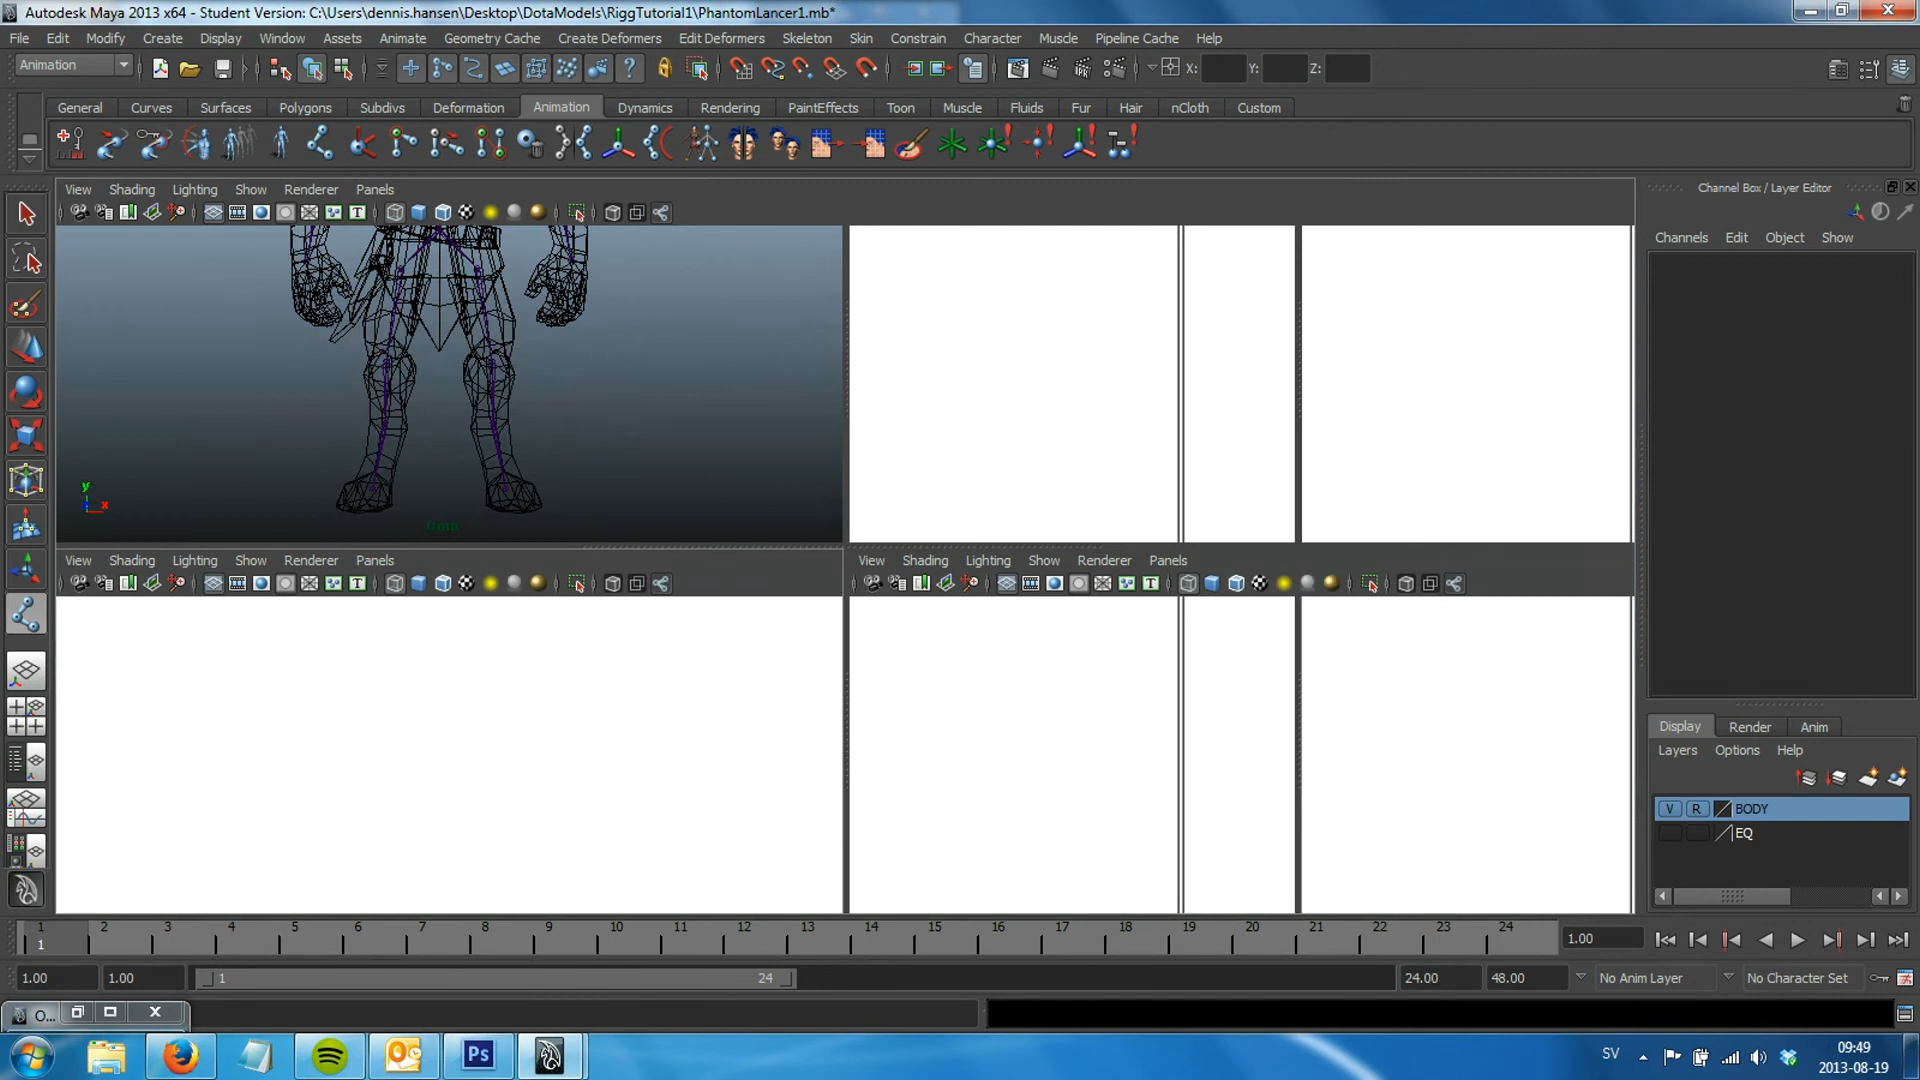 Autodesk Maya 2013 x64 - Student Version: C:\Users\dennis.hansen\Desktop\DotaModels\RiggTutorial1\PhantomLancer1.mb*
File Edit Modify Create Display Window Assets Animate Geometry Cache Create Deformers Edit Deformers Skeleton Skin Constrain Character Muscle Pipeline Cache Help
Animation X: Y: Z:
General Curves Surfaces Polygons Subdivs Deformation Animation Dynamics Rendering PaintEffects Toon Muscle Fluids Fur Hair nCloth Custom
View Shading Lighting Show Renderer Panels
Channel Box / Layer Editor
Channels Edit Object Show
y
x
front
View Shading Lighting Show Renderer Panels
View Shading Lighting Show Renderer Panels
Display Render Anim
Layers Options Help
V R BODY
EQ
1 2 3 4 5 6 7 8 9 10 11 12 13 14 15 16 17 18 19 20 21 22 23 24
1
1.00
1.00 1.00 1 24 24.00 48.00 No Anim Layer No Character Set
O...
Ps
SV
09:49
2013-08-19